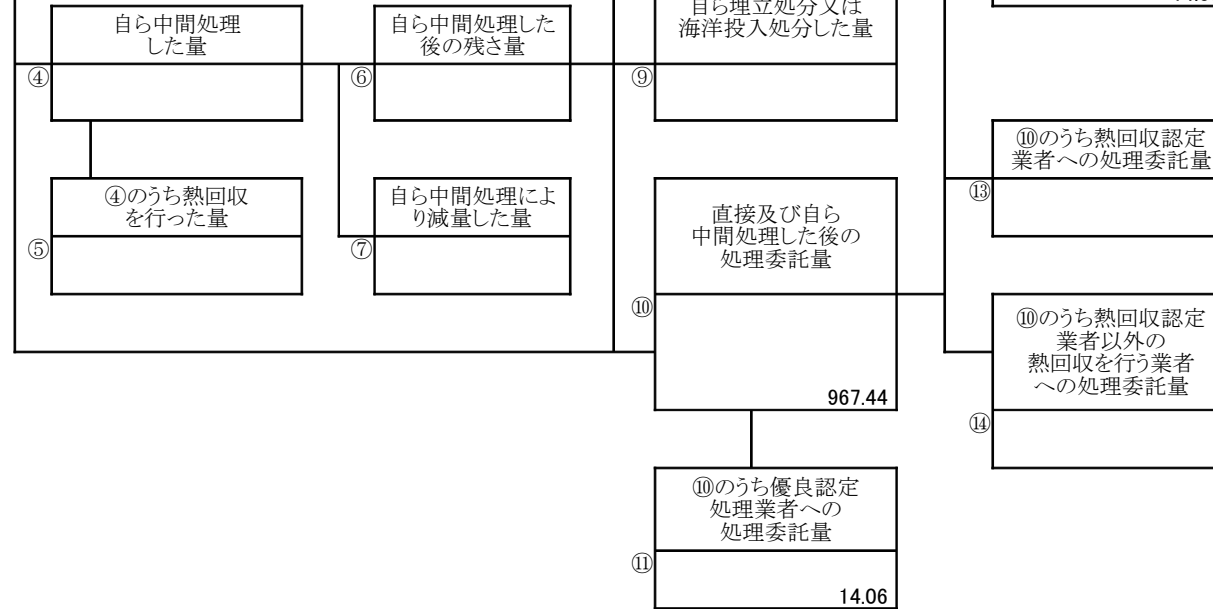 自ら中間処理
した量
④
自ら中間処理した
後の残さ量
⑥
自ら埋立処分又は
海洋投入処分した量
⑨
⑩のうち熱回収認定
業者への処理委託量
⑬
④のうち熱回収
を行った量
⑤
自ら中間処理によ
り減量した量
⑦
直接及び自ら
中間処理した後の
処理委託量
⑩
967.44
⑩のうち熱回収認定
業者以外の
熱回収を行う業者
への処理委託量
⑭
⑩のうち優良認定
処理業者への
処理委託量
⑪
14.06